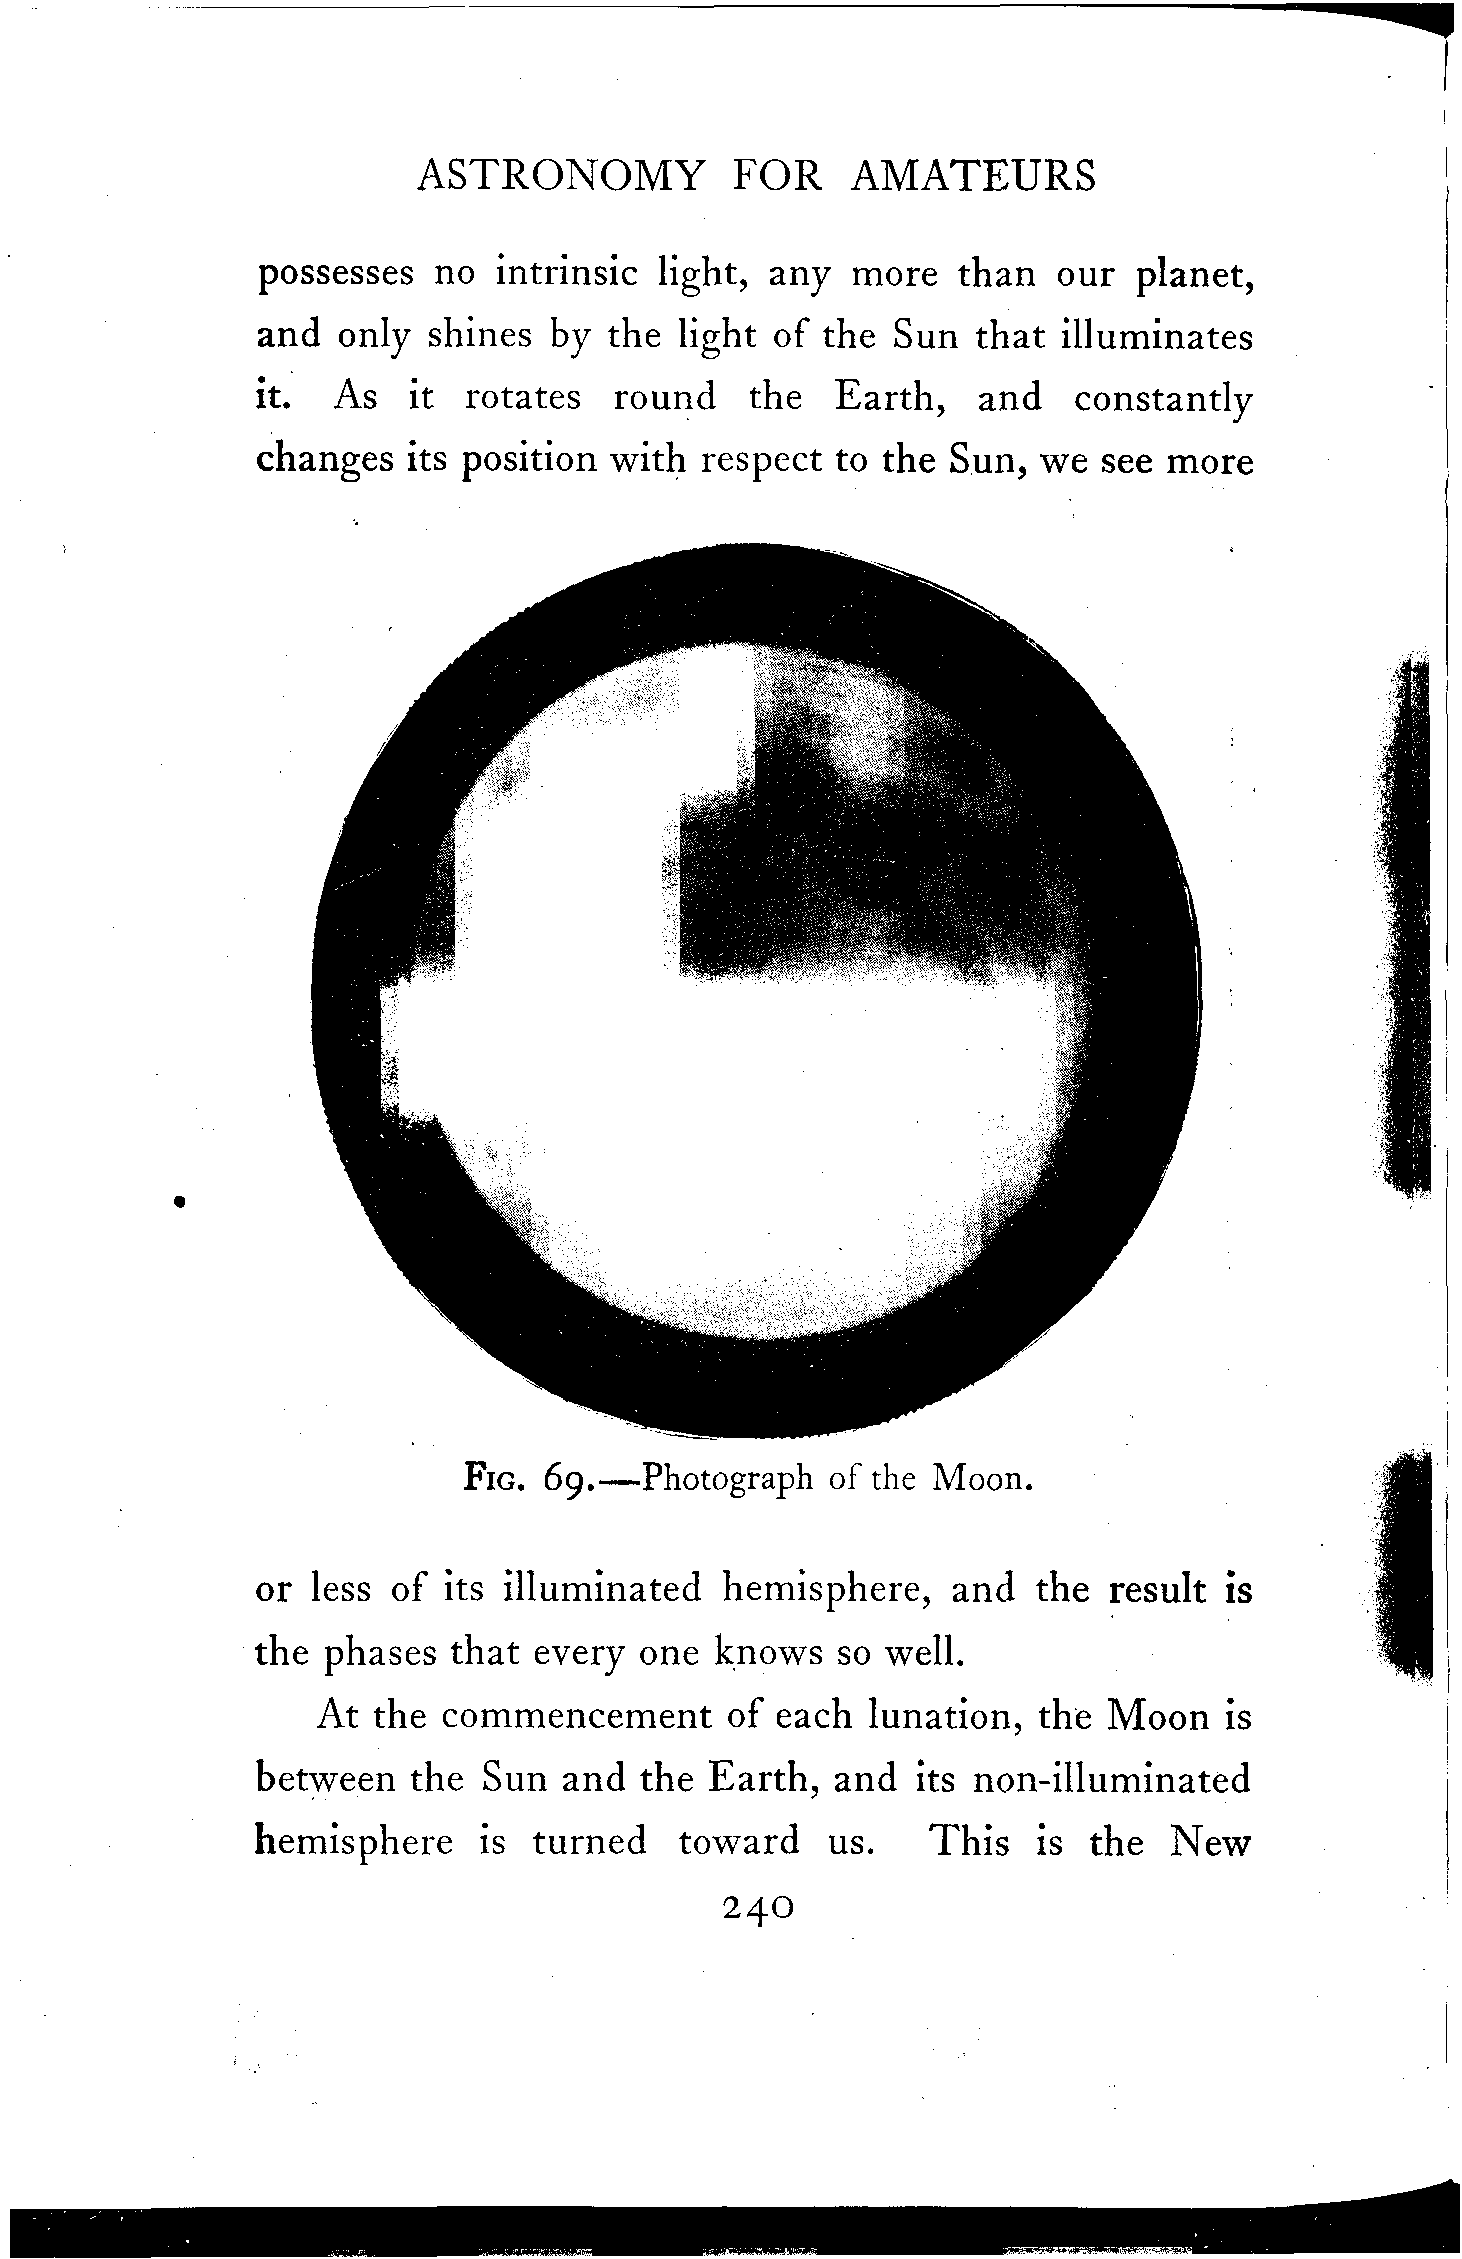 ASTRONOMY FOR AMATEURS
possesses no intrinsic light, any more than our planet,
and only shines by the light of the Sun that illuminates
it. As it rotates round the Earth, and constantly
changes its position with respect to the Sun, we see more
FIG. 69.—Photograph of the Moon.
or less of its illuminated hemisphere, and the result is
the phases that every one knows so well.
At the commencement of each lunation, the Moon is
between the Sun and the Earth, and its non-illuminated
hemisphere is turned toward us. This is the New
240